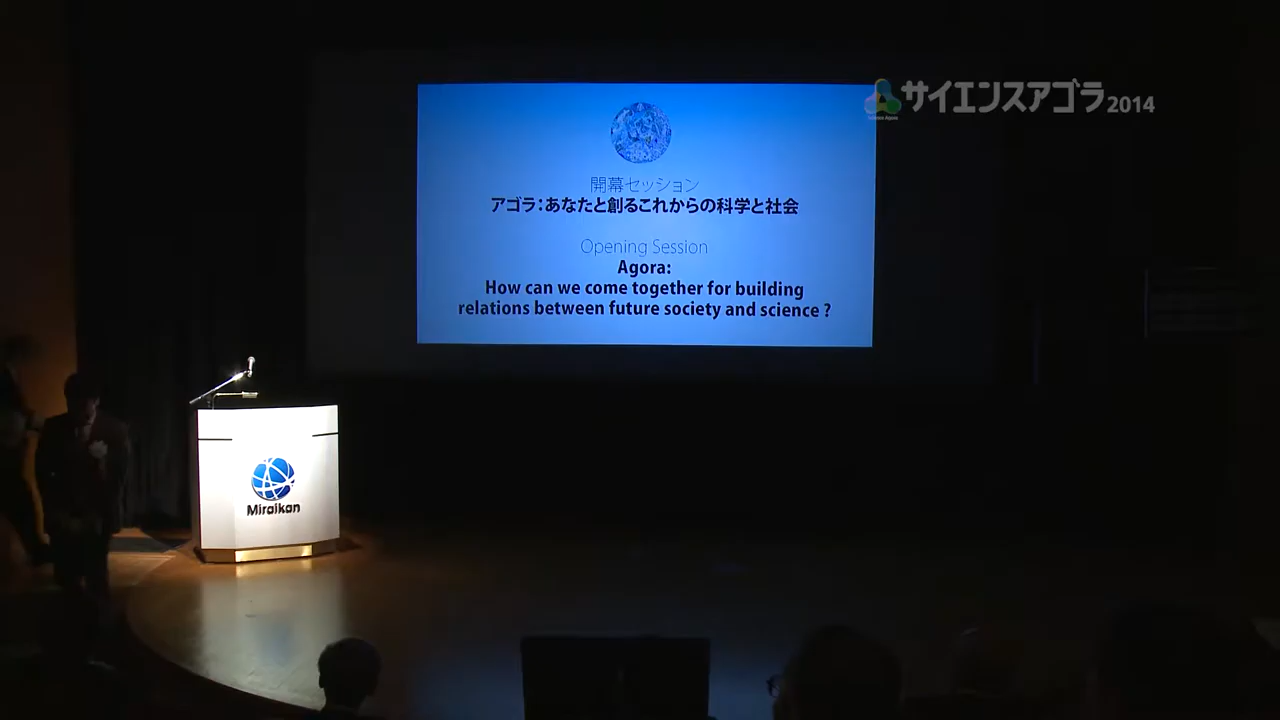 サイエンスアゴラ2014
開幕セッション
アゴラ：あなたと創るこれからの科学と社会
Opening Session
Agora:
How can we come together for building
relations between future society and science ?
Miraikan